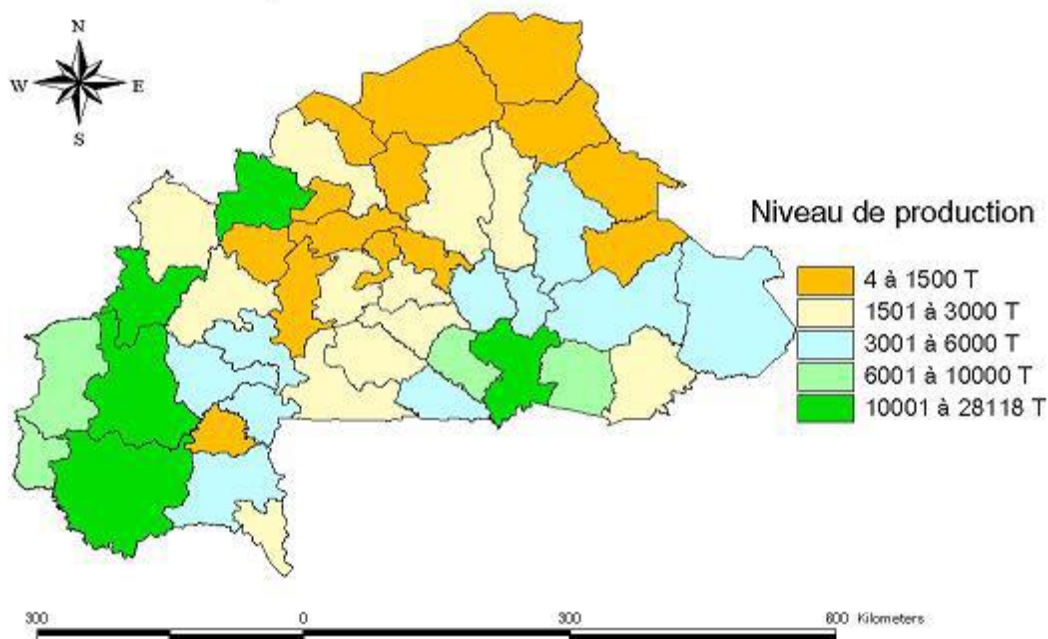 N
W E
S
Niveau de production
4 à 1500 T
1501 à 3000 T
3001 à 6000 T
6001 à 10000 T
10001 à 28118 T
300 0 300 600 Kilometers